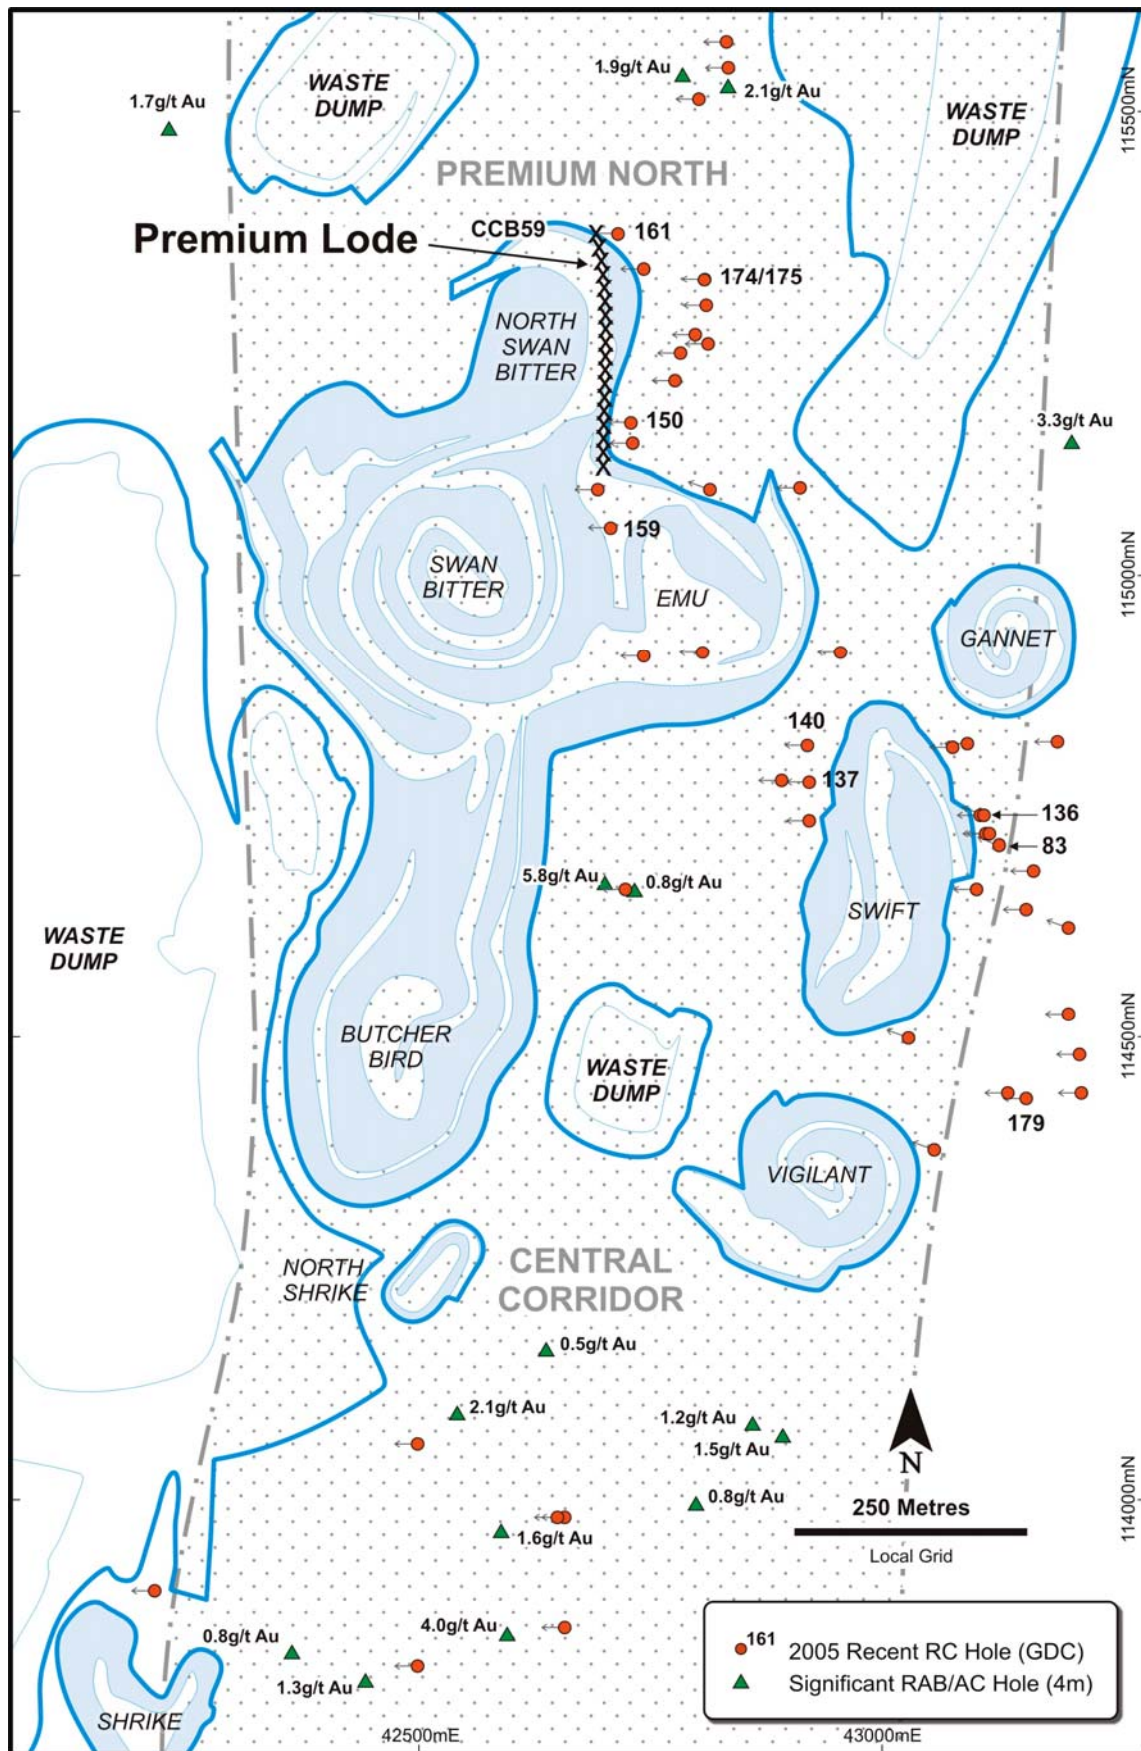 1.9g/t Au
WASTE
DUMP
2.1g/t Au
1.7g/t Au
WASTE
DUMP
115500mN
PREMIUM NORTH
CCB59
161
Premium Lode
174/175
NORTH
SWAN
BITTER
150
3.3g/t Au
159
SWAN
BITTER
115000mN
EMU
GANNET
140
137
136
83
5.8g/t Au
0.8g/t Au
SWIFT
WASTE
DUMP
BUTCHER
BIRD
114500mN
WASTE
DUMP
179
VIGILANT
NORTH
SHRIKE
CENTRAL
CORRIDOR
0.5g/t Au
2.1g/t Au
1.2g/t Au
1.5g/t Au
N
0.8g/t Au
114000mN
250 Metres
1.6g/t Au
Local Grid
4.0g/t Au
0.8g/t Au
1.3g/t Au
161 2005 Recent RC Hole (GDC)
Significant RAB/AC Hole (4m)
SHRIKE
42500mE
43000mE